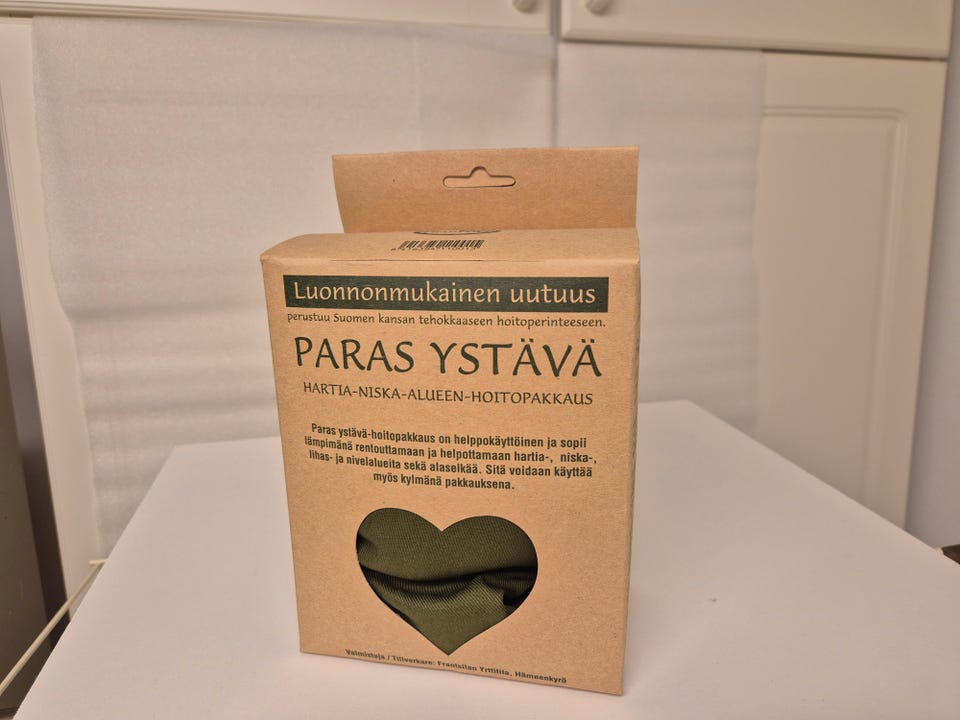 Luonnonmukainen uutuus
perustuu Suomen kansan tehokkaaseen hoitoperinteeseen.
PARAS YSTÄVÄ
HARTIA-NISKA-ALUEEN-HOITOPAKKAUS
Paras ystävä-hoitopakkaus on helppokäyttöinen ja sopii
lämpimänä rentouttamaan ja helpottamaan hartia-, niska-,
lihas- ja nivelalueita sekä alaselkää. Sitä voidaan käyttää
myös kylmänä pakkauksena.
Valmistaja / Tillverkare: Frantsilan Yrttitila, Hämeenkyrö